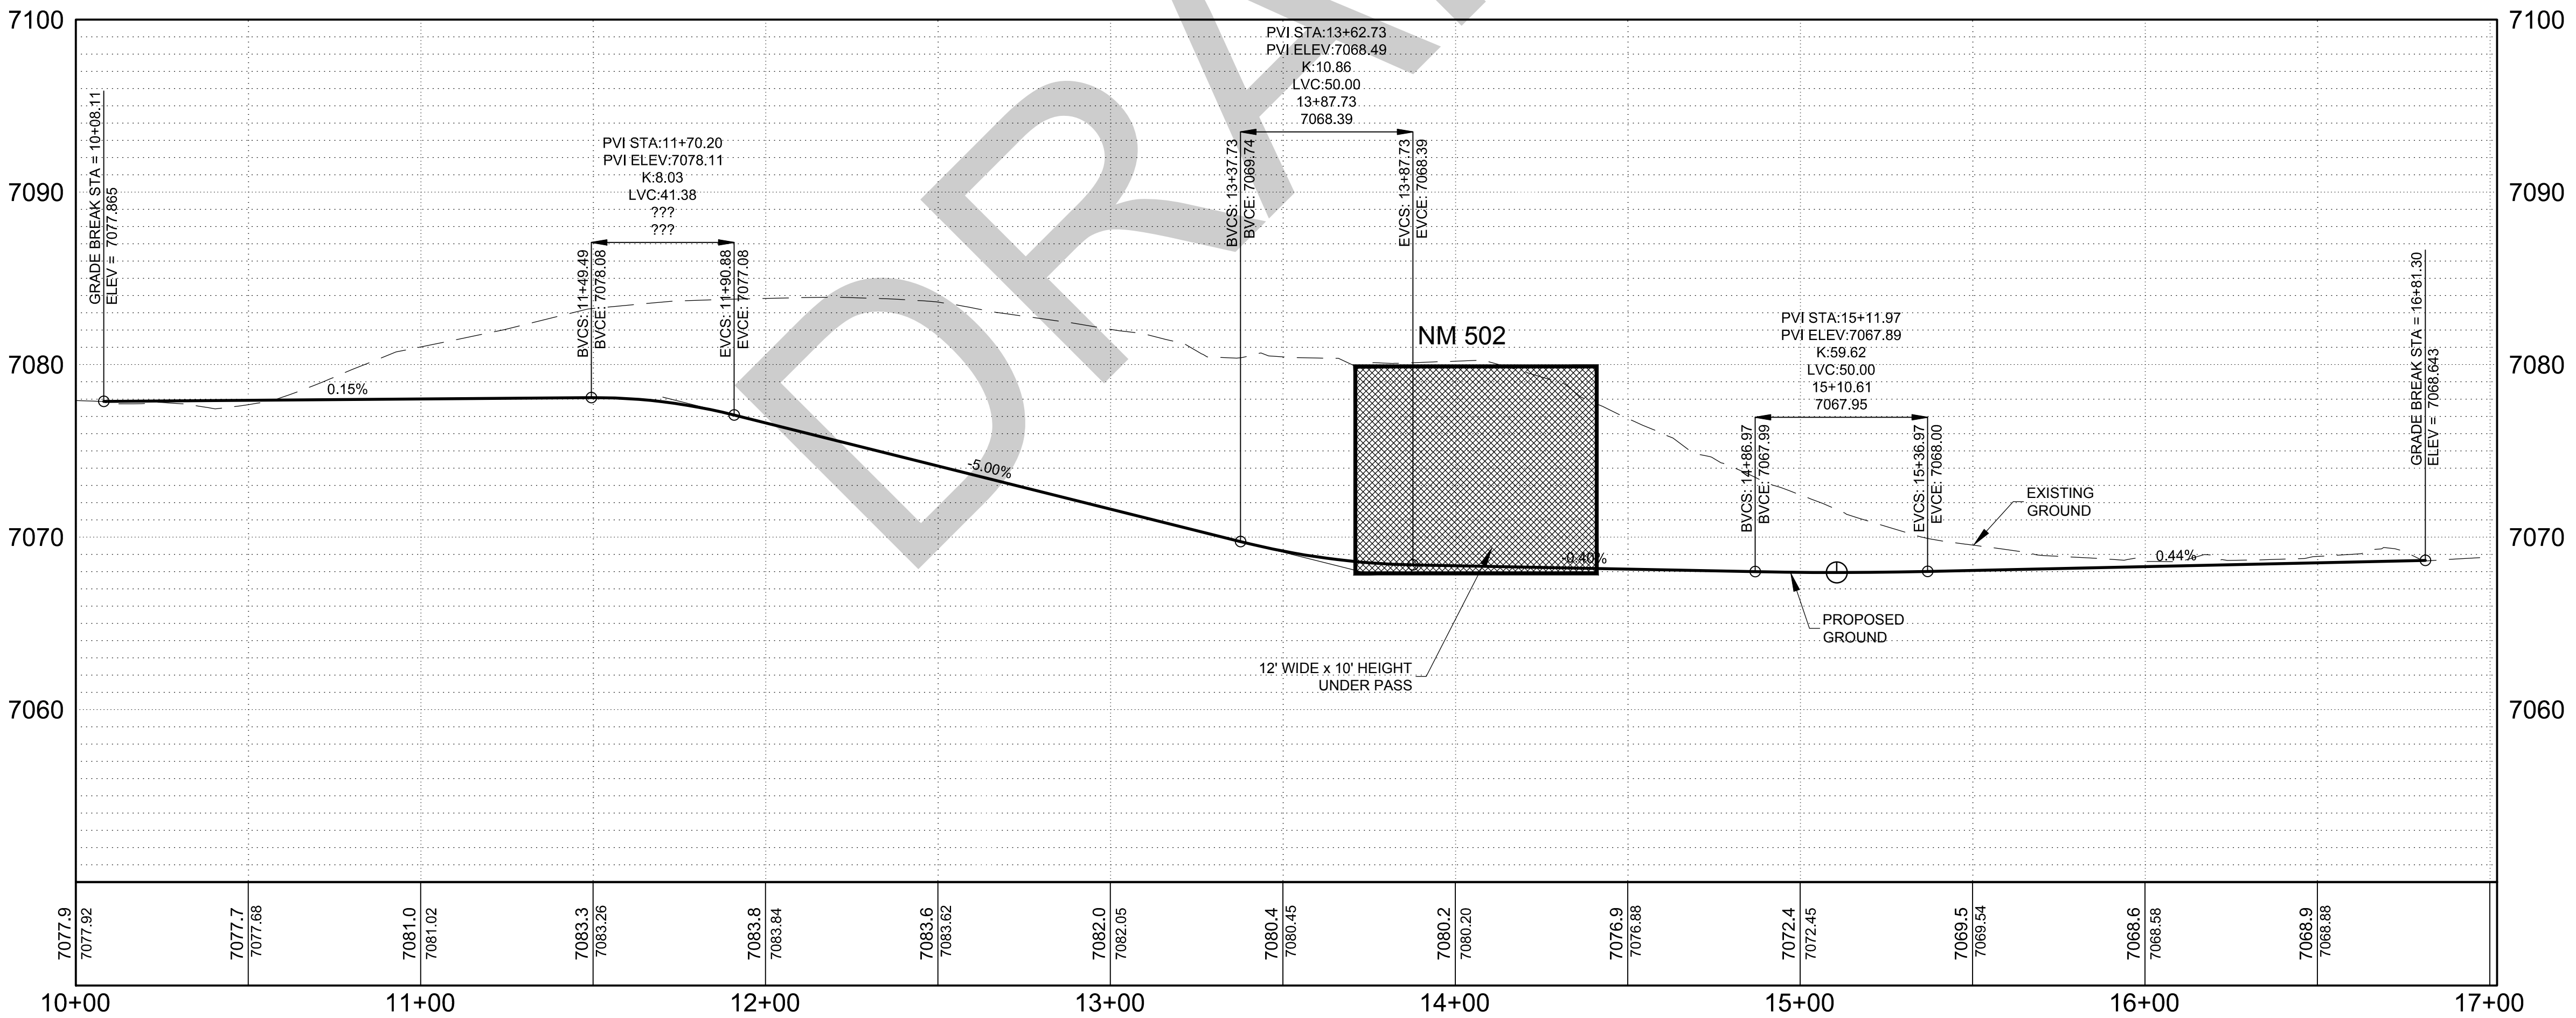 7100
7090
7080
7070
7060
GRADE BREAK STA = 10+08.11
ELEV = 7077.865
0.15%
PVI STA:11+70.20
PVI ELEV:7078.11
K:8.03
LVC:41.38
???
???
BVCS: 11+49.49
BVCE: 7078.08
EVCS: 11+90.88
EVCE: 7077.08
-5.00%
PVI STA:13+62.73
PVI ELEV:7068.49
K:10.86
LVC:50.00
13+87.73
7068.39
BVCS: 13+37.73
BVCE: 7069.74
EVCS: 13+87.73
EVCE: 7068.39
NM 502
-0.40%
12' WIDE x 10' HEIGHT
UNDER PASS
PVI STA:15+11.97
PVI ELEV:7067.89
K:59.62
LVC:50.00
15+10.61
7067.95
BVCS: 14+86.97
BVCE: 7067.99
EVCS: 15+36.97
EVCE: 7068.00
EXISTING
GROUND
PROPOSED
GROUND
0.44%
GRADE BREAK STA = 16+81.30
ELEV = 7068.643
7100
7090
7080
7070
7060
7077.9
7077.92
7077.7
7077.68
7081.0
7081.02
7083.3
7083.26
7083.8
7083.84
7083.6
7083.62
7082.0
7082.05
7080.4
7080.45
7080.2
7080.20
7076.9
7076.88
7072.4
7072.45
7069.5
7069.54
7068.6
7068.58
7068.9
7068.88
10+00
11+00
12+00
13+00
14+00
15+00
16+00
17+00